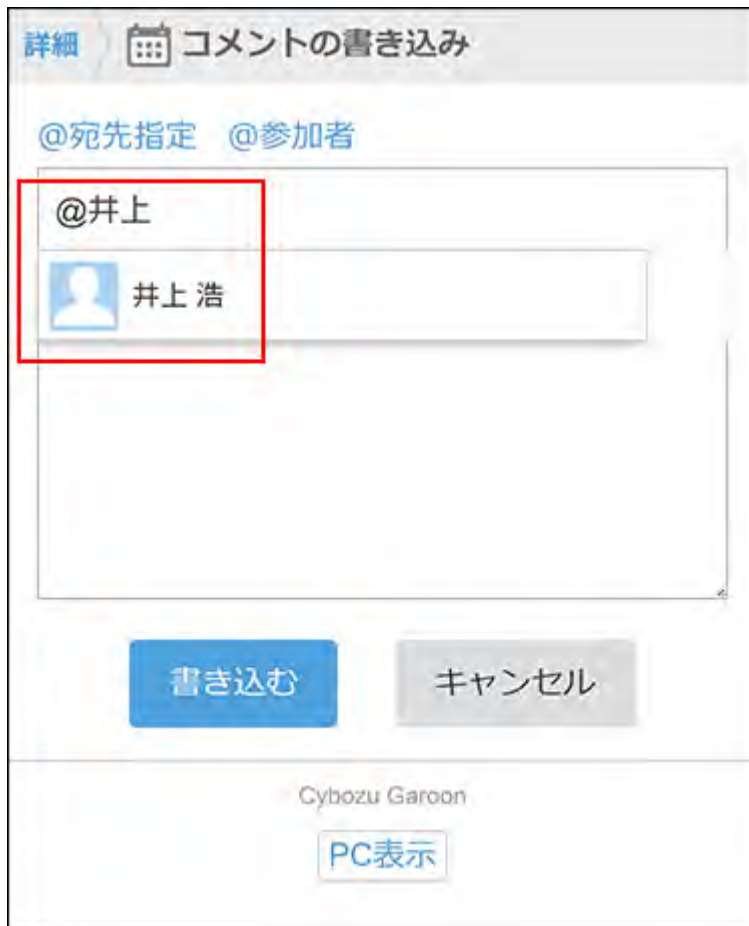 詳細 コメントの書き込み
@宛先指定 @参加者
@井上
井上 浩
書き込む キャンセル
Cybozu Garoon
PC表示